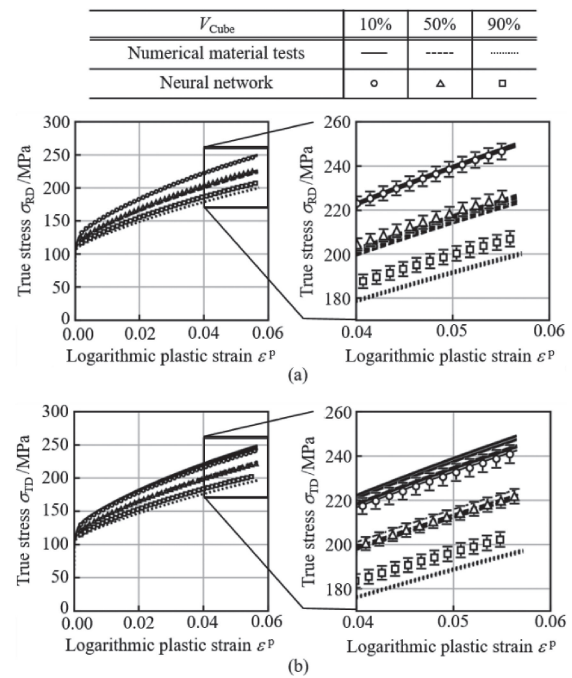 V_Cube 10% 50% 90%
Numerical material tests
Neural network
300
250
200
150
100
50
0
0.00 0.02 0.04 0.06
True stress σ_RD /MPa
Logarithmic plastic strain ε^p
260
240
220
200
180
0.04 0.05 0.06
True stress σ_RD /MPa
Logarithmic plastic strain ε^p
(a)
300
250
200
150
100
50
0
0.00 0.02 0.04 0.06
True stress σ_TD /MPa
Logarithmic plastic strain ε^p
260
240
220
200
180
0.04 0.05 0.06
True stress σ_TD /MPa
Logarithmic plastic strain ε^p
(b)